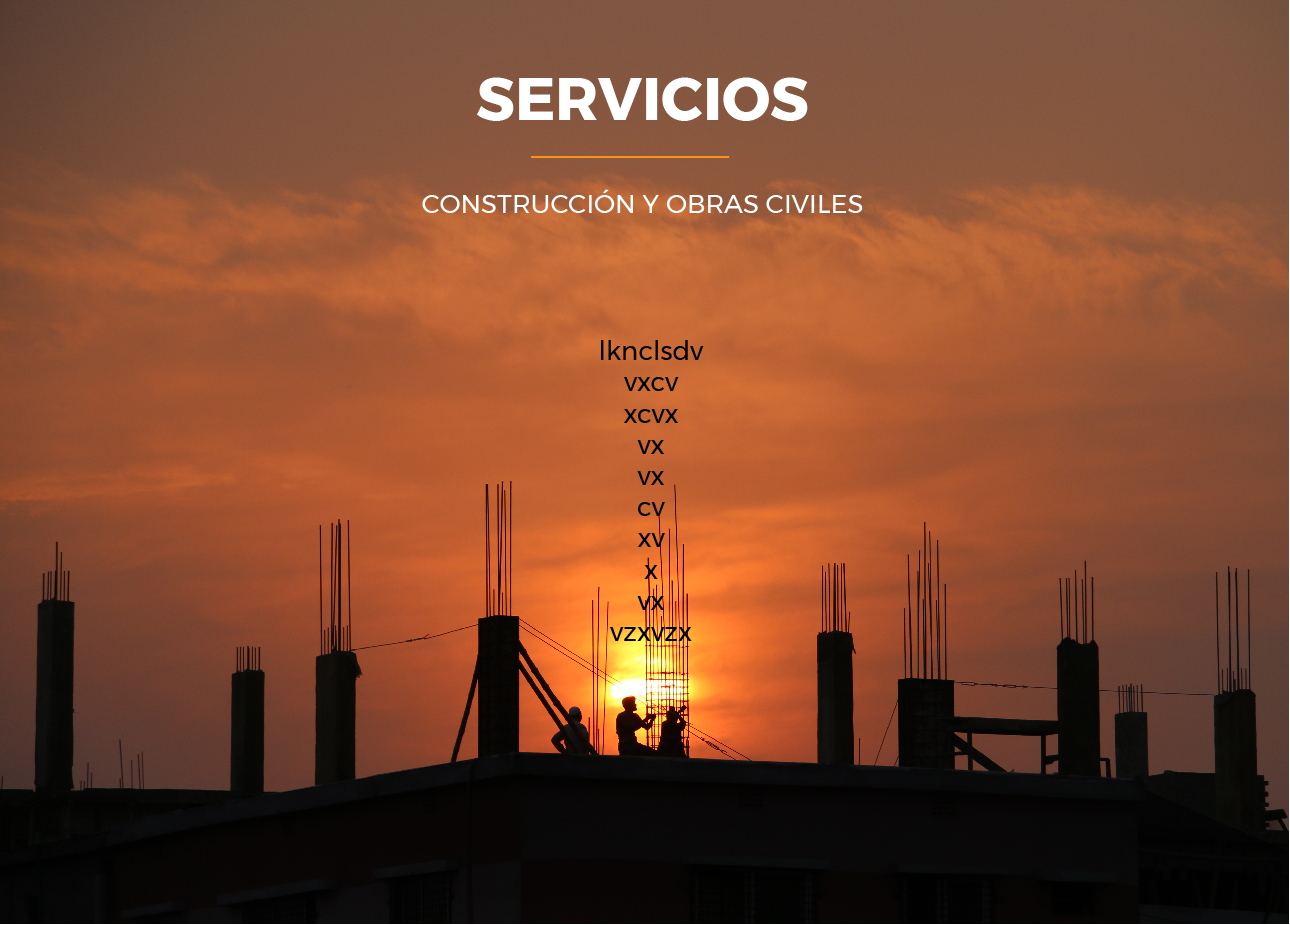 SERVICIOS
CONSTRUCCIÓN Y OBRAS CIVILES
lknclsdv
vxcv
xcvx
vx
vx
cv
xv
x
vx
vzxvzx